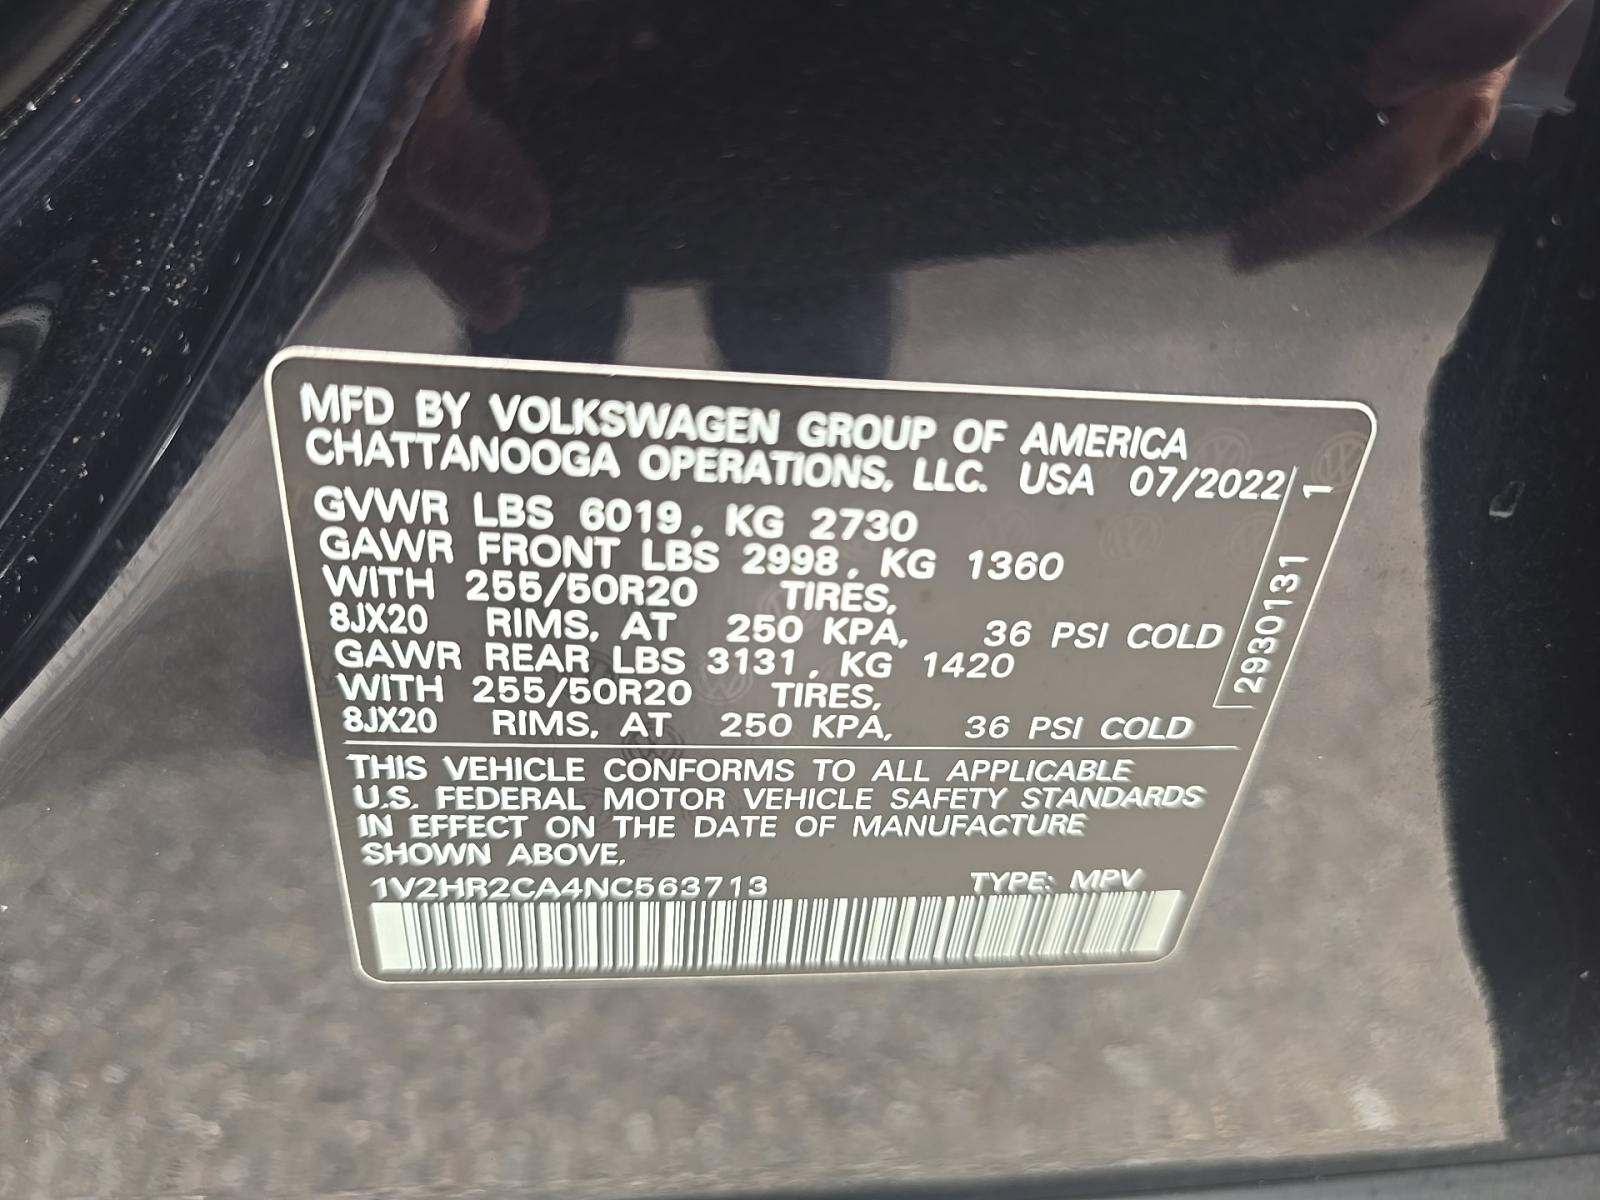 MFD BY VOLKSWAGEN GROUP OF AMERICA
CHATTANOOGA OPERATIONS, LLC. USA 07/2022
GVWR LBS 6019, KG 2730
GAWR FRONT LBS 2998, KG 1360
WITH 255/50R20 TIRES,
8JX20 RIMS, AT 250 KPA, 36 PSI COLD
GAWR REAR LBS 3131, KG 1420
WITH 255/50R20 TIRES,
8JX20 RIMS, AT 250 KPA, 36 PSI COLD
THIS VEHICLE CONFORMS TO ALL APPLICABLE
U.S. FEDERAL MOTOR VEHICLE SAFETY STANDARDS
IN EFFECT ON THE DATE OF MANUFACTURE
SHOWN ABOVE.
1V2HR2CA4NC563713 TYPE: MPV
2930131 1